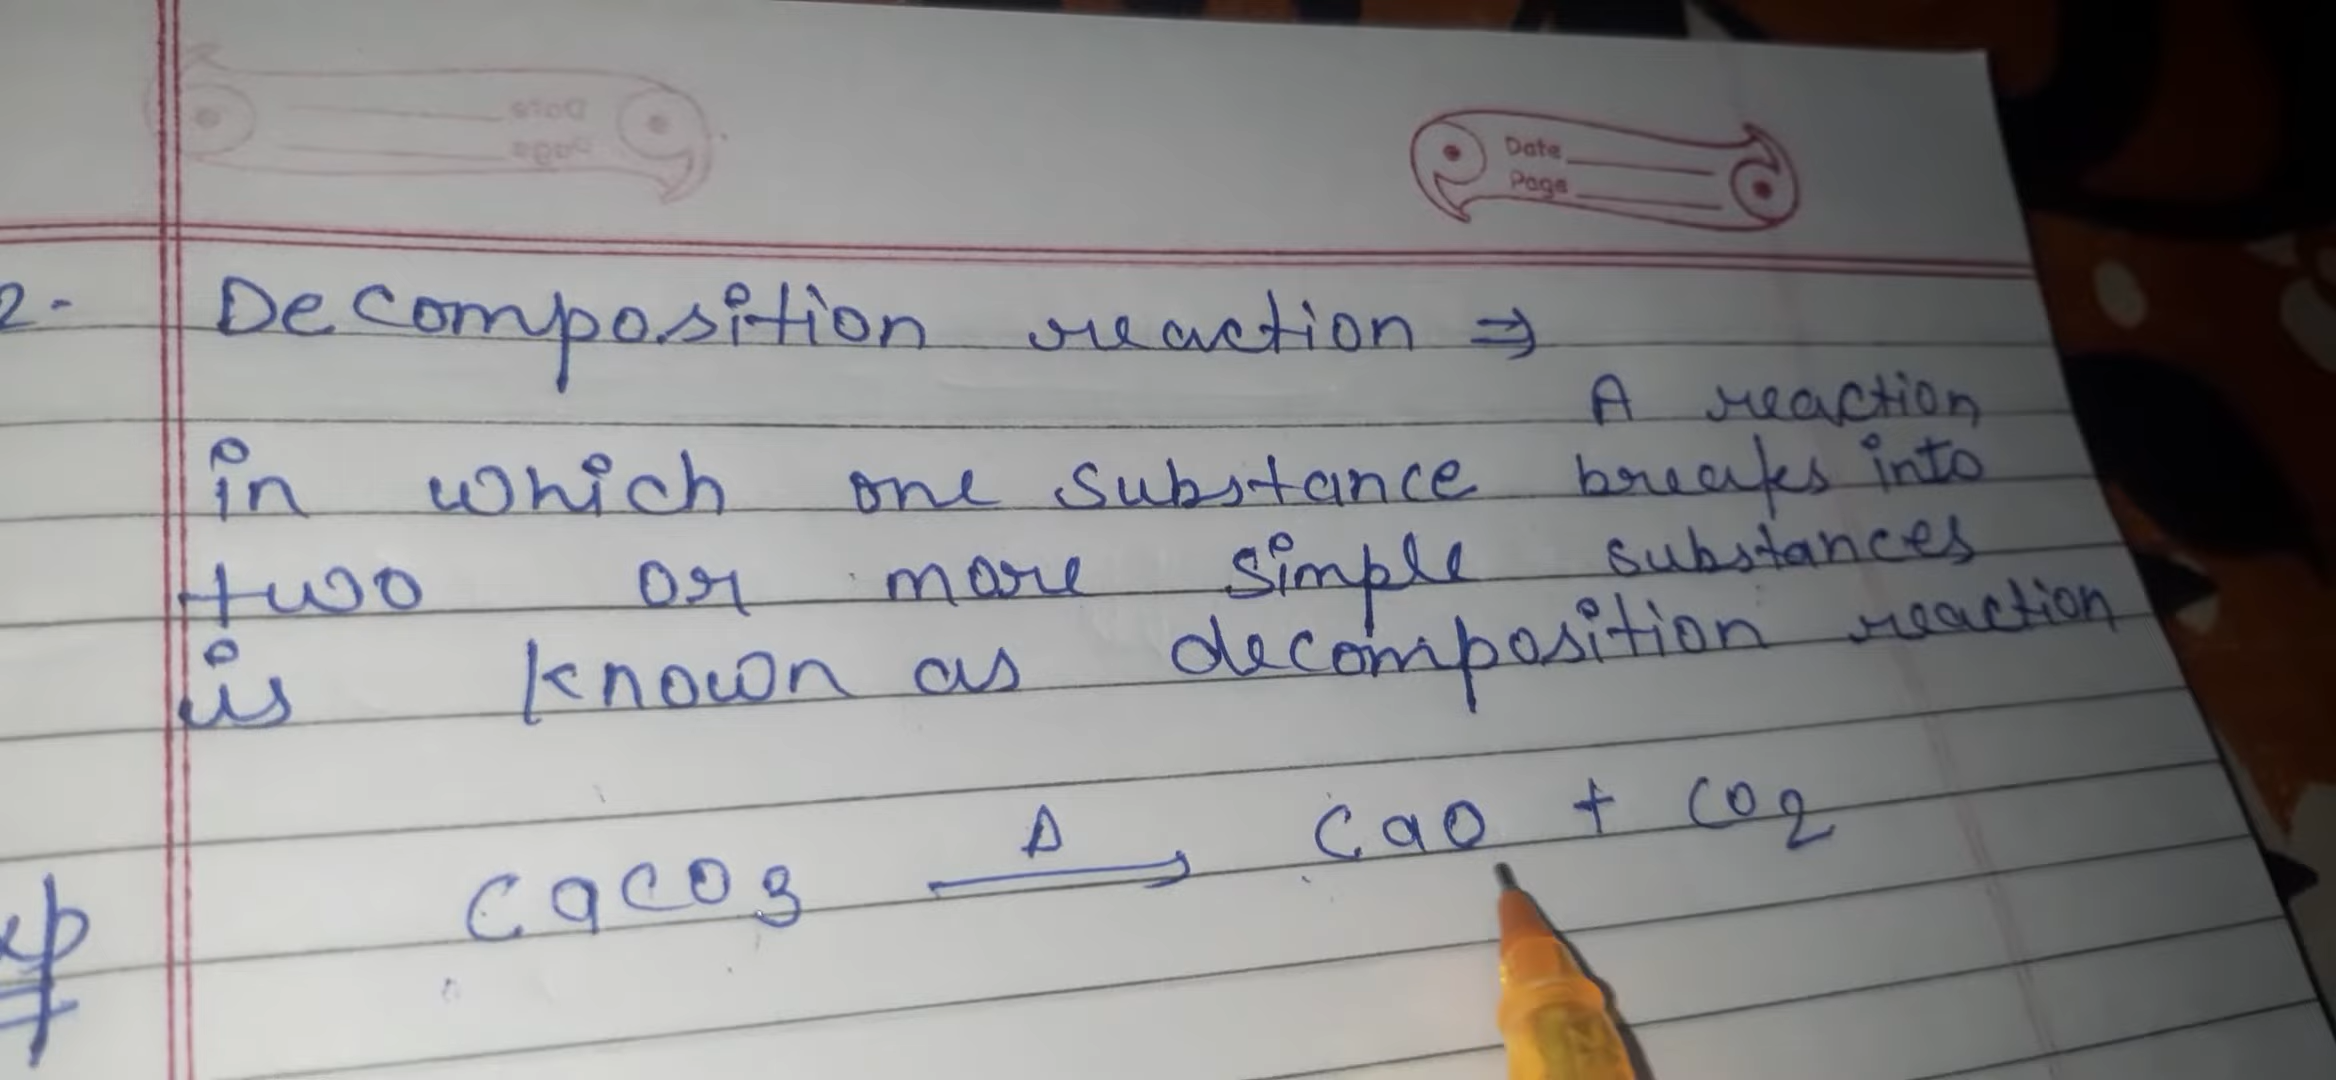 Date
Page
2- Decomposition reaction ⇒
A reaction
in which one substance breaks into
two or more simple substances
is known as decomposition reaction
CaCO3 —Δ→ CaO + CO2